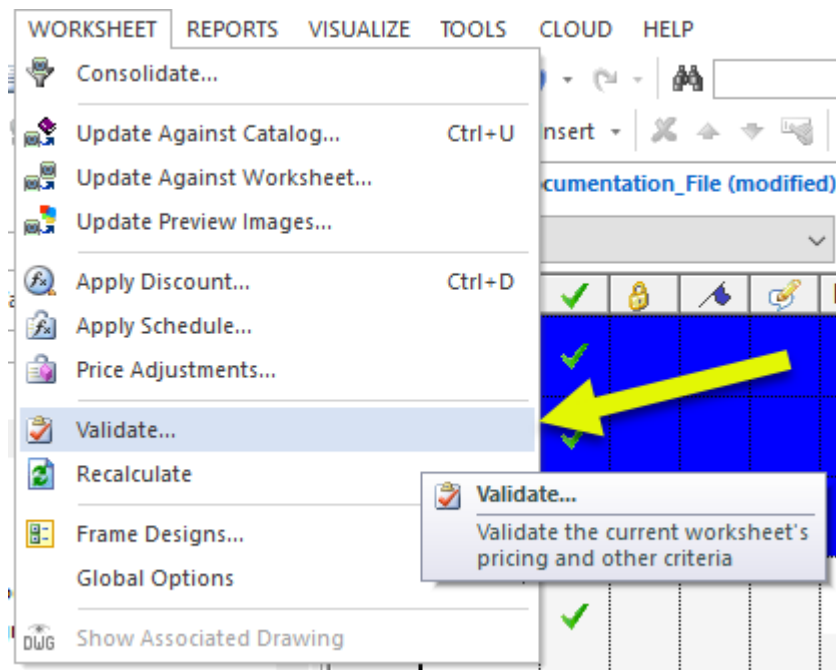 WORKSHEET REPORTS VISUALIZE TOOLS CLOUD HELP
Consolidate...
Update Against Catalog... Ctrl+U
nsert
Update Against Worksheet...
cumentation_File (modified)
Update Preview Images...
Apply Discount... Ctrl+D
Apply Schedule...
Price Adjustments...
Validate...
Recalculate
Validate...
Validate the current worksheet's
pricing and other criteria
Frame Designs...
Global Options
DWG Show Associated Drawing